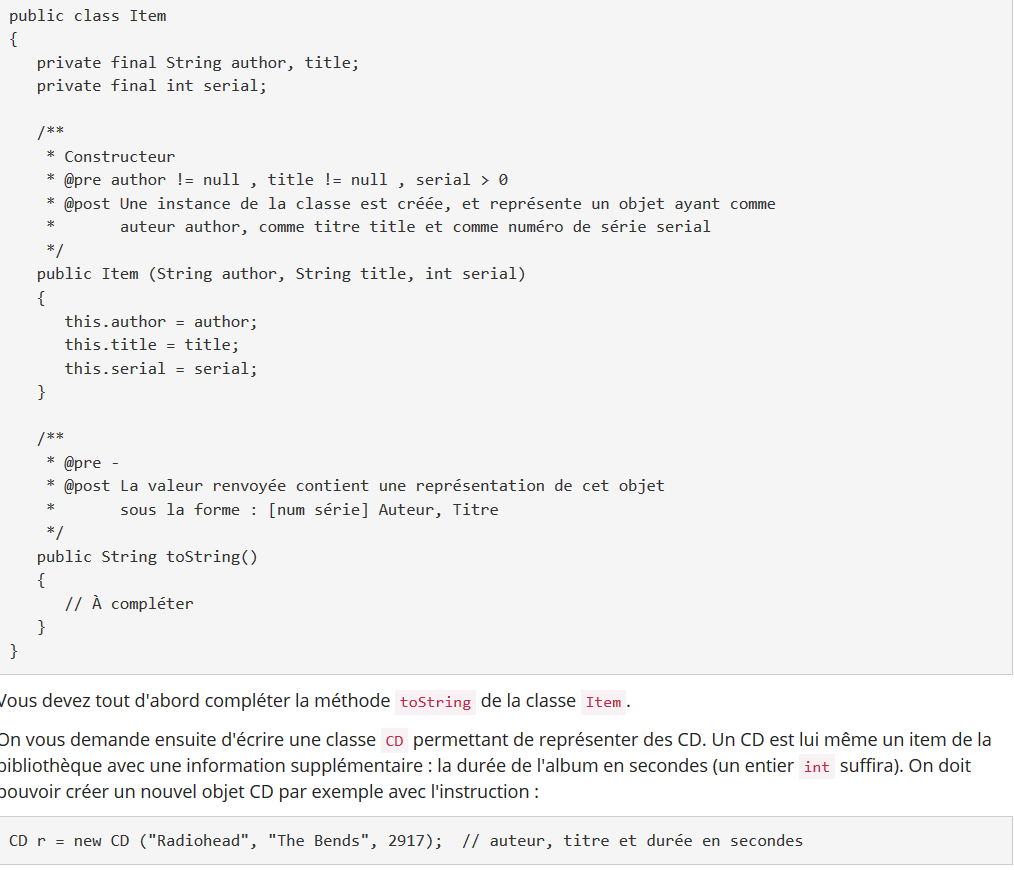 public class Item
{
private final String author, title;
private final int serial;
/**
* Constructeur
* @pre author != null , title != null , serial > 0
* @post Une instance de la classe est créée, et représente un objet ayant comme
* auteur author, comme titre title et comme numéro de série serial
*/
public Item (String author, String title, int serial)
{
this.author = author;
this.title = title;
this.serial = serial;
}
/**
* @pre -
* @post La valeur renvoyée contient une représentation de cet objet
* sous la forme : [num série] Auteur, Titre
*/
public String toString()
{
// À compléter
}
}
Vous devez tout d'abord compléter la méthode toString de la classe Item.
On vous demande ensuite d'écrire une classe CD permettant de représenter des CD. Un CD est lui même un item de la
bibliothèque avec une information supplémentaire : la durée de l'album en secondes (un entier int suffira). On doit
pouvoir créer un nouvel objet CD par exemple avec l'instruction :
CD r = new CD ("Radiohead", "The Bends", 2917); // auteur, titre et durée en secondes